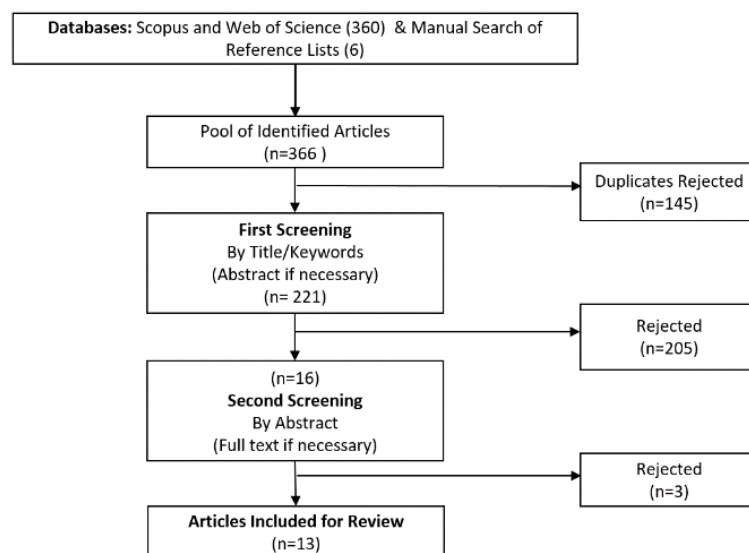 Databases: Scopus and Web of Science (360) & Manual Search of
Reference Lists (6)
Pool of Identified Articles
(n=366 )
Duplicates Rejected
(n=145)
First Screening
By Title/Keywords
(Abstract if necessary)
(n= 221)
Rejected
(n=205)
(n=16)
Second Screening
By Abstract
(Full text if necessary)
Rejected
(n=3)
Articles Included for Review
(n=13)